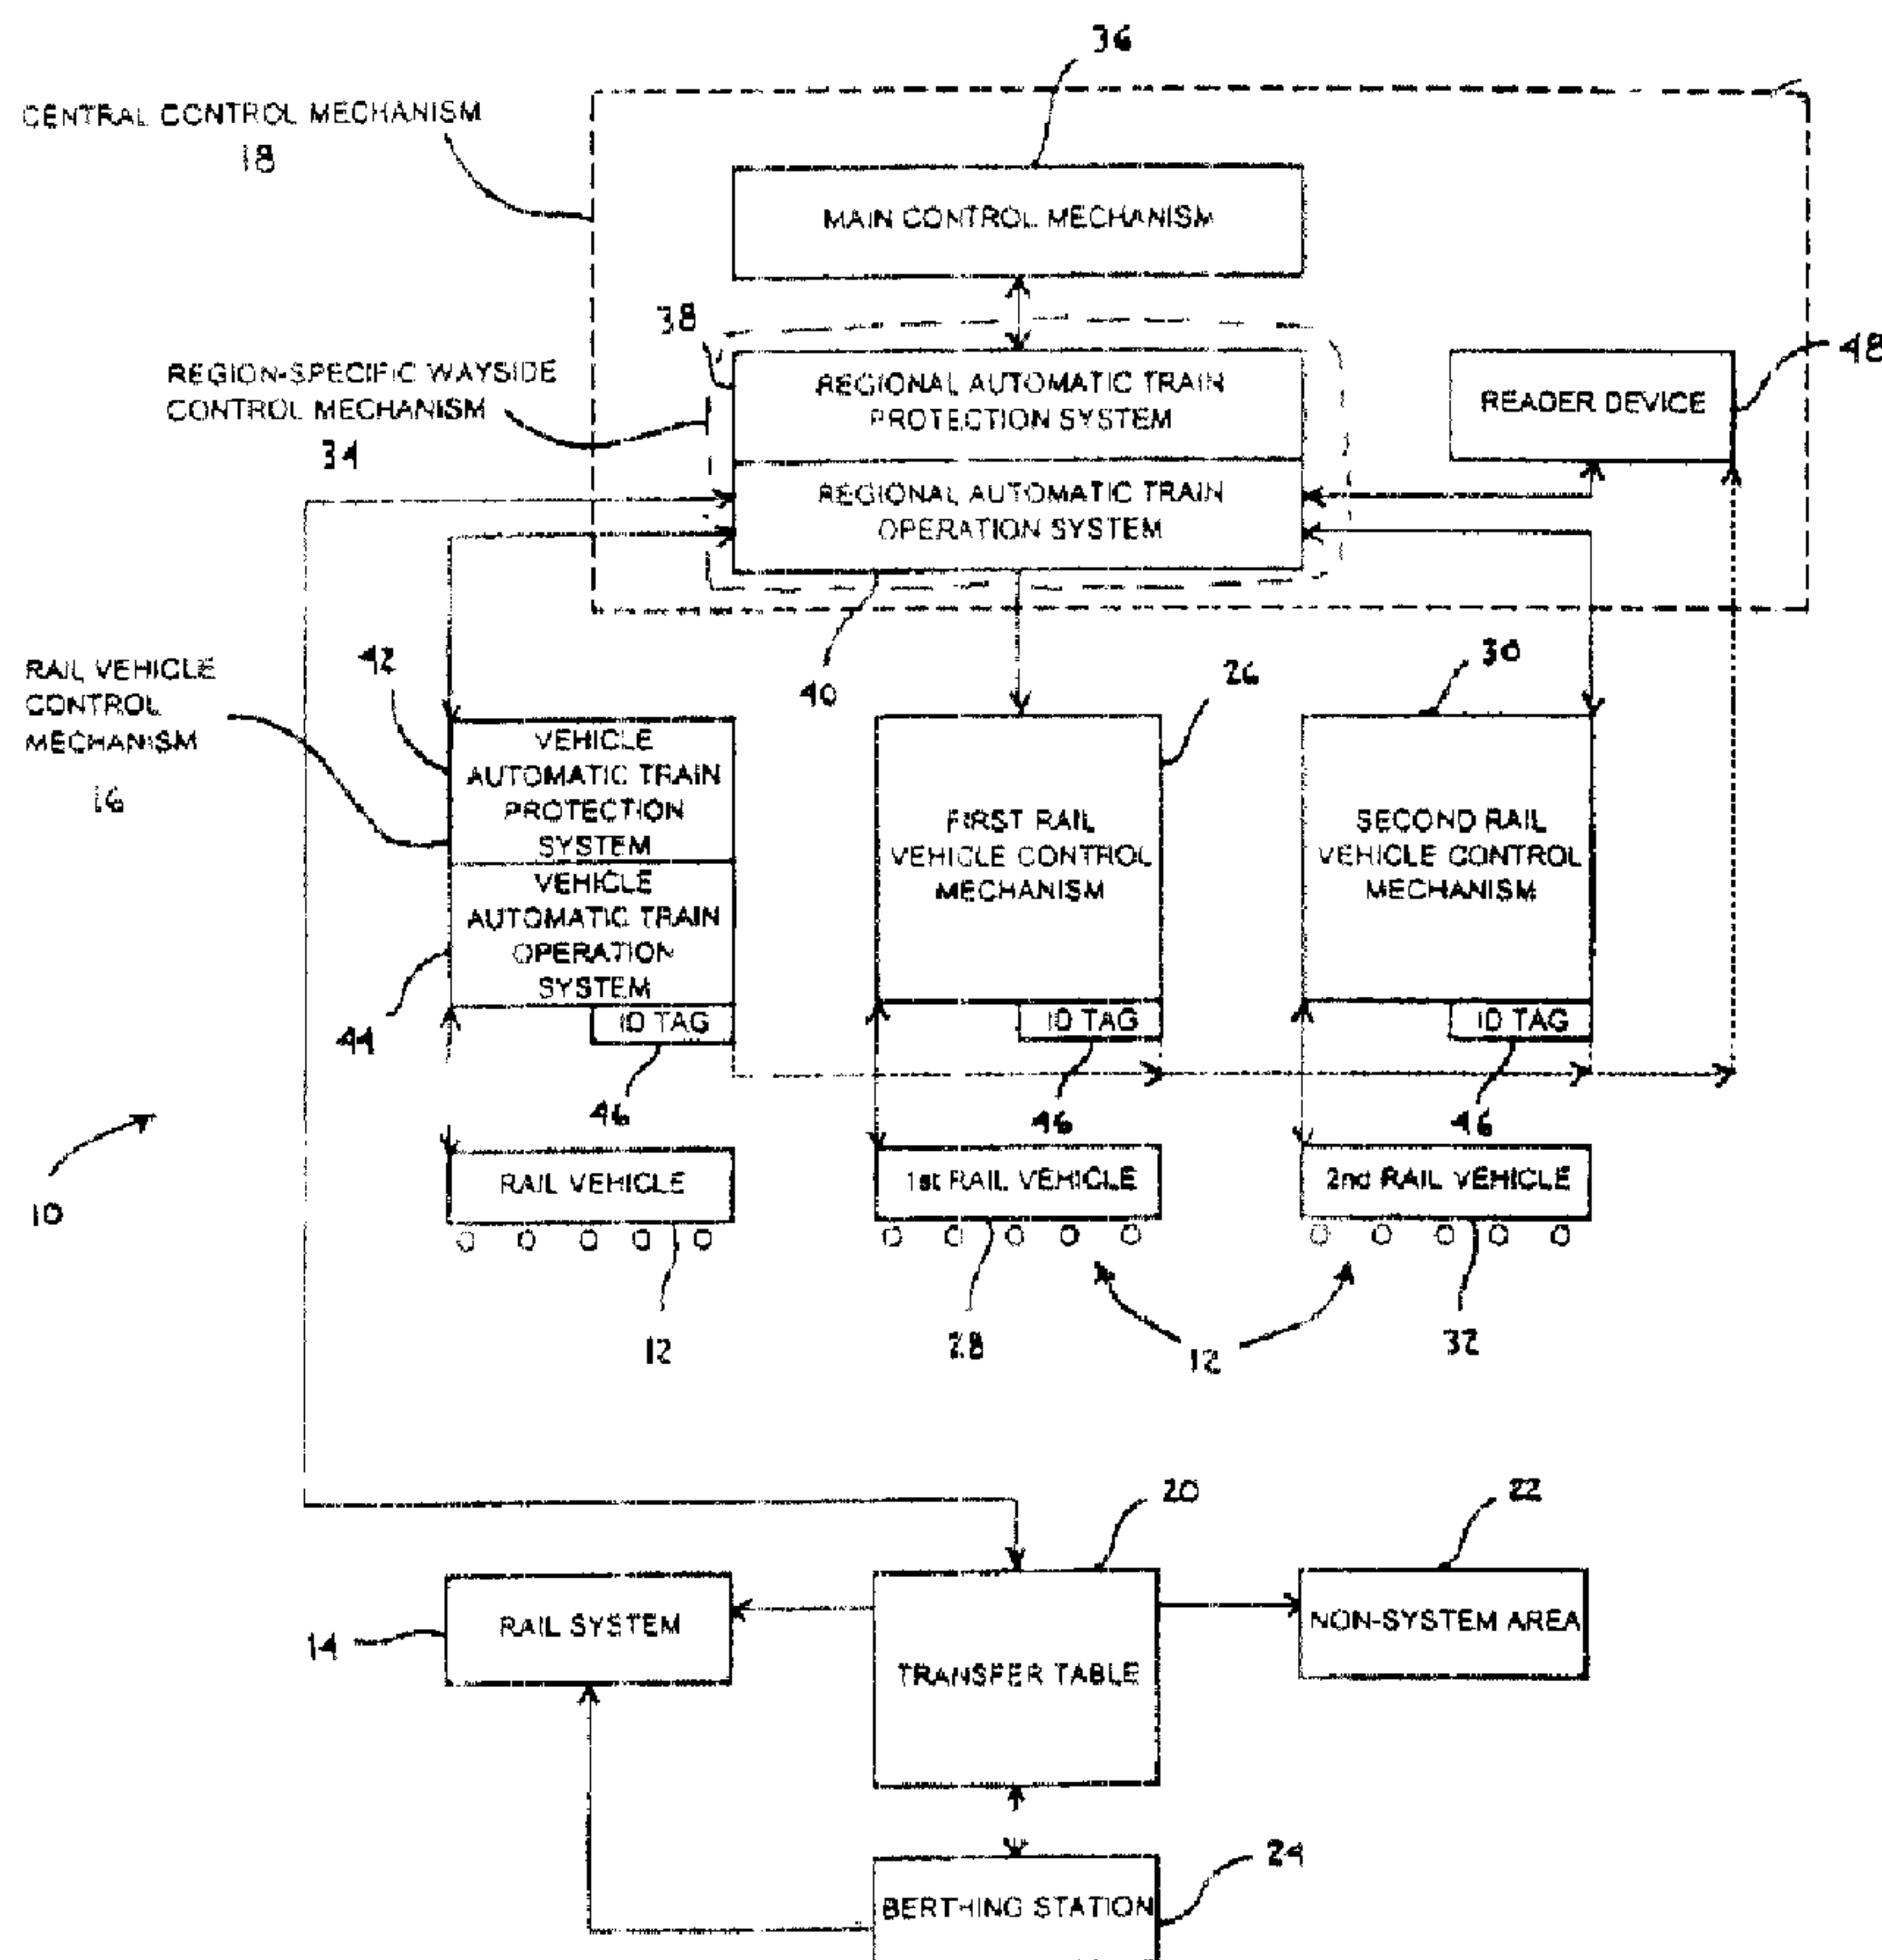 36
CENTRAL CONTROL MECHANISM
18
MAIN CONTROL MECHANISM
38
REGION-SPECIFIC WAYSIDE
CONTROL MECHANISM
34
REGIONAL AUTOMATIC TRAIN
PROTECTION SYSTEM
READER DEVICE
48
REGIONAL AUTOMATIC TRAIN
OPERATION SYSTEM
40
RAIL VEHICLE
CONTROL
MECHANISM
16
42
VEHICLE
AUTOMATIC TRAIN
PROTECTION
SYSTEM
VEHICLE
AUTOMATIC TRAIN
OPERATION
SYSTEM
44
ID TAG
46
26
FIRST RAIL
VEHICLE CONTROL
MECHANISM
ID TAG
46
30
SECOND RAIL
VEHICLE CONTROL
MECHANISM
ID TAG
46
10
RAIL VEHICLE
12
1st RAIL VEHICLE
28
12
2nd RAIL VEHICLE
32
20
22
14
RAIL SYSTEM
TRANSFER TABLE
NON-SYSTEM AREA
BERTHING STATION
24